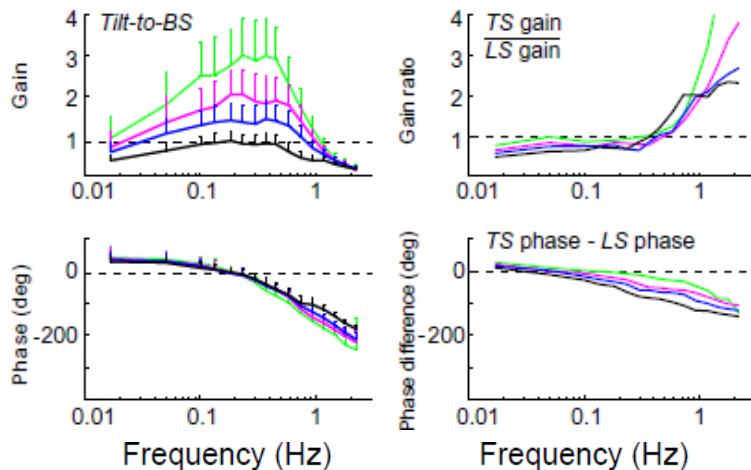 Tilt-to-BS
Gain
4
3
2
1
0.01
0.1
1
TS gain
LS gain
Gain ratio
4
3
2
1
0.01
0.1
1
Phase (deg)
0
-200
0.01
0.1
1
Frequency (Hz)
TS phase - LS phase
Phase difference (deg)
0
-200
0.01
0.1
1
Frequency (Hz)